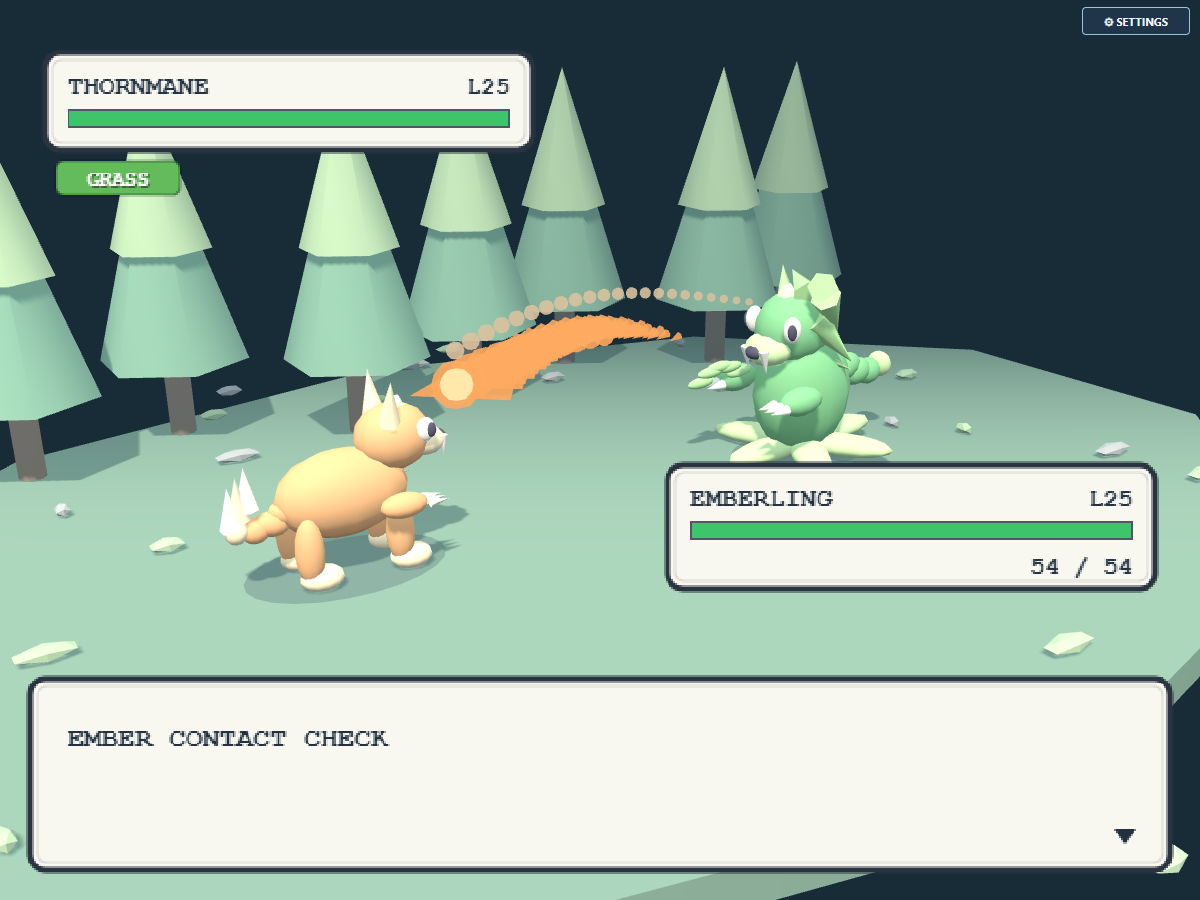 ⚙ SETTINGS
THORNMANE L25
GRASS
EMBERLING L25
54 / 54
EMBER CONTACT CHECK